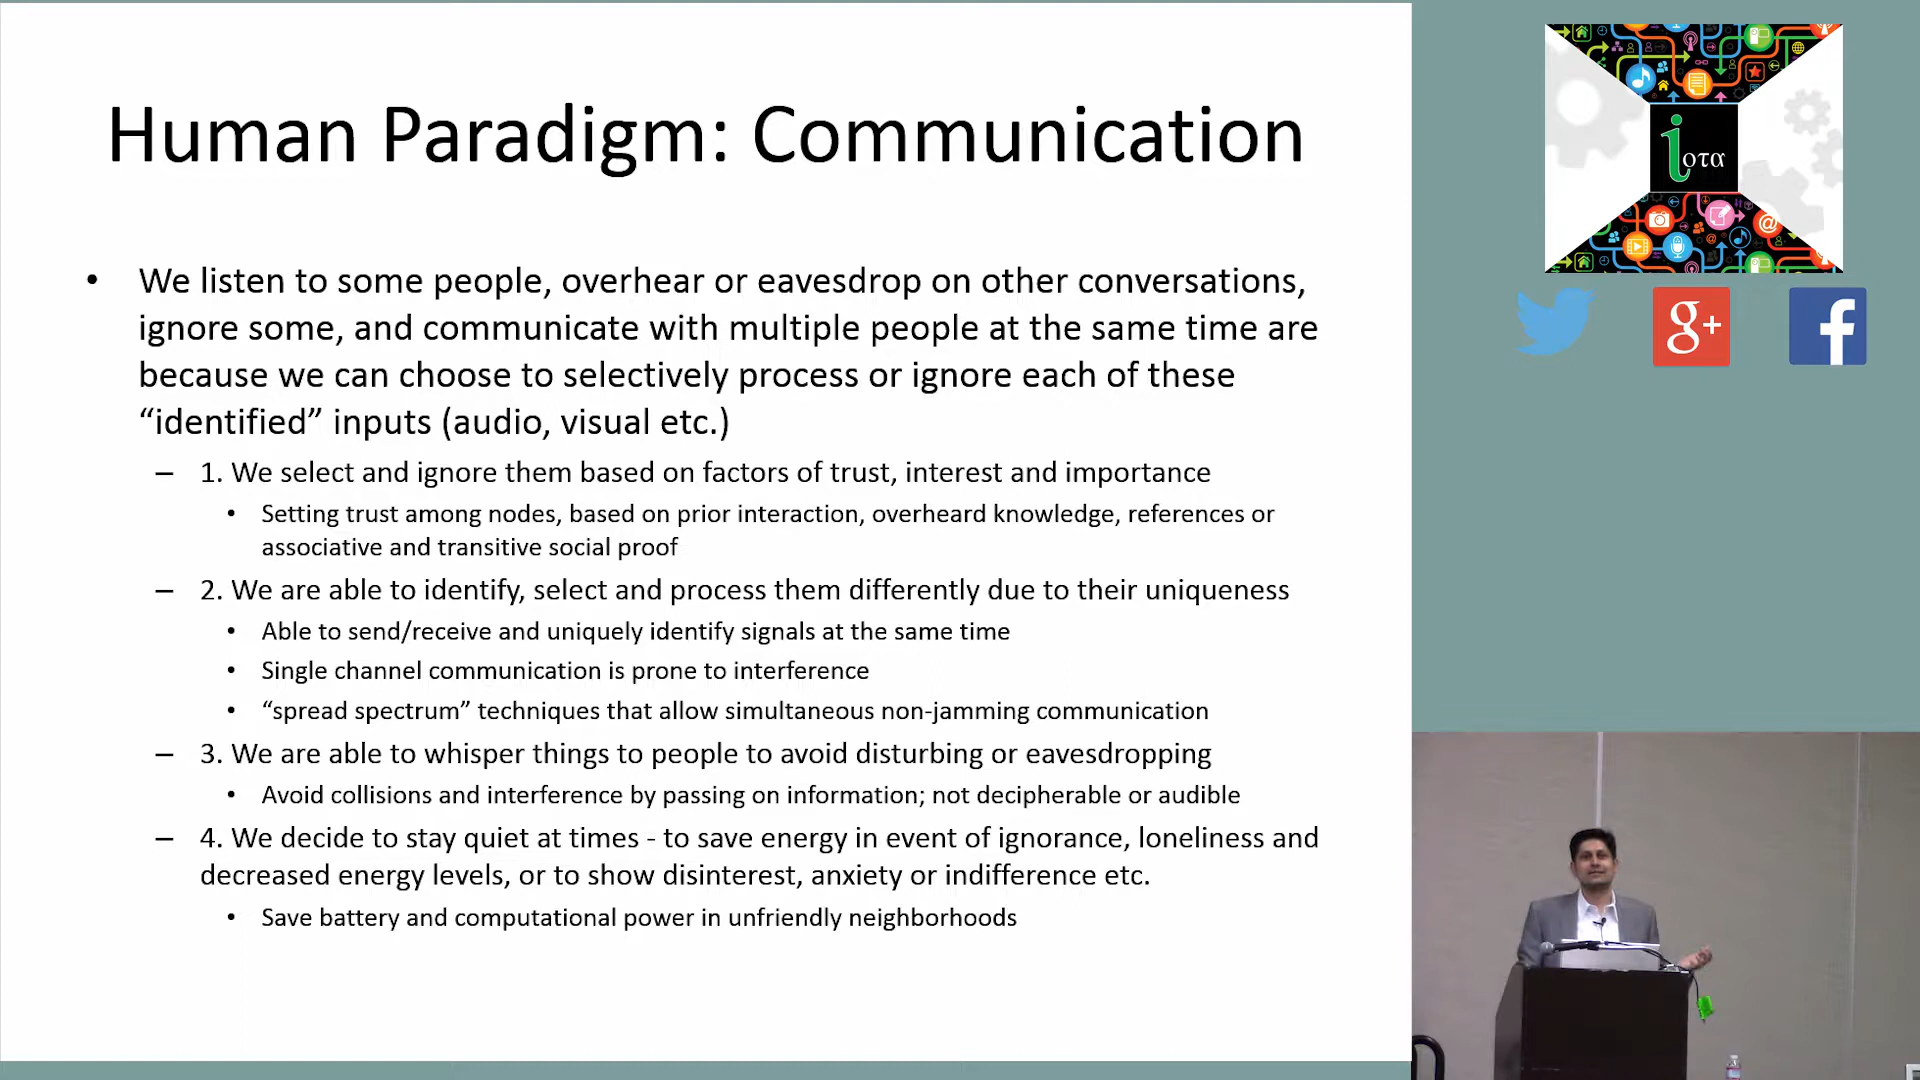 Human Paradigm: Communication
• We listen to some people, overhear or eavesdrop on other conversations,
ignore some, and communicate with multiple people at the same time are
because we can choose to selectively process or ignore each of these
“identified” inputs (audio, visual etc.)
– 1. We select and ignore them based on factors of trust, interest and importance
• Setting trust among nodes, based on prior interaction, overheard knowledge, references or
associative and transitive social proof
– 2. We are able to identify, select and process them differently due to their uniqueness
• Able to send/receive and uniquely identify signals at the same time
• Single channel communication is prone to interference
• “spread spectrum” techniques that allow simultaneous non-jamming communication
– 3. We are able to whisper things to people to avoid disturbing or eavesdropping
• Avoid collisions and interference by passing on information; not decipherable or audible
– 4. We decide to stay quiet at times - to save energy in event of ignorance, loneliness and
decreased energy levels, or to show disinterest, anxiety or indifference etc.
• Save battery and computational power in unfriendly neighborhoods
iοτα
g+ f